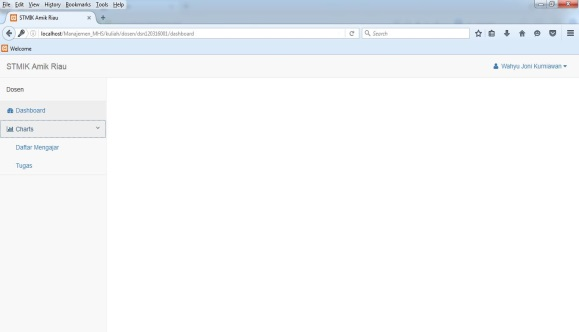 File Edit View History Bookmarks Tools Help
STMIK Amik Riau × +
localhost/Manajemen_MHS/kuliah/dosen/dsn120316001/dashboard Search
Welcome
STMIK Amik Riau Wahyu Joni Kurniawan
Dosen
Dashboard
Charts
Daftar Mengajar
Tugas